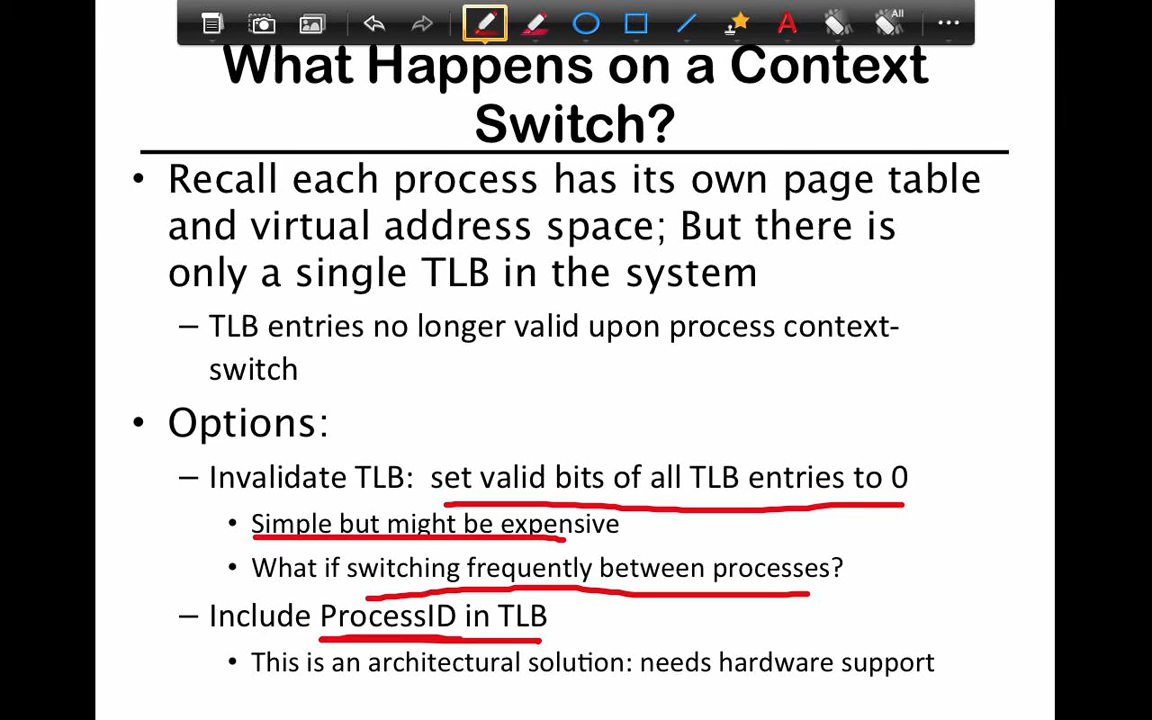 All
A
What Happens on a Context
Switch?
• Recall each process has its own page table
and virtual address space; But there is
only a single TLB in the system
– TLB entries no longer valid upon process context-
switch
• Options:
– Invalidate TLB: set valid bits of all TLB entries to 0
• Simple but might be expensive
• What if switching frequently between processes?
– Include ProcessID in TLB
• This is an architectural solution: needs hardware support